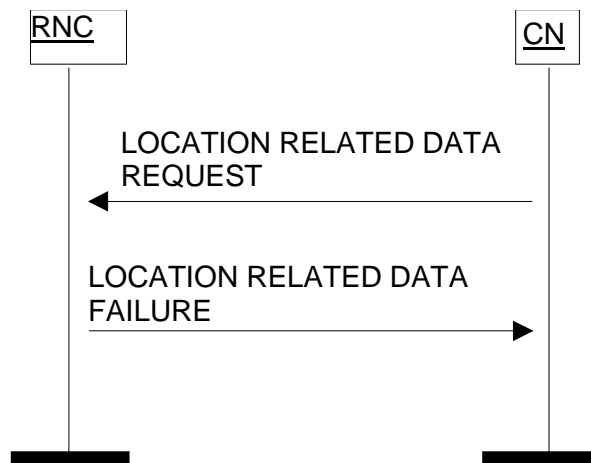 RNC
CN
LOCATION RELATED DATA
REQUEST
LOCATION RELATED DATA
FAILURE